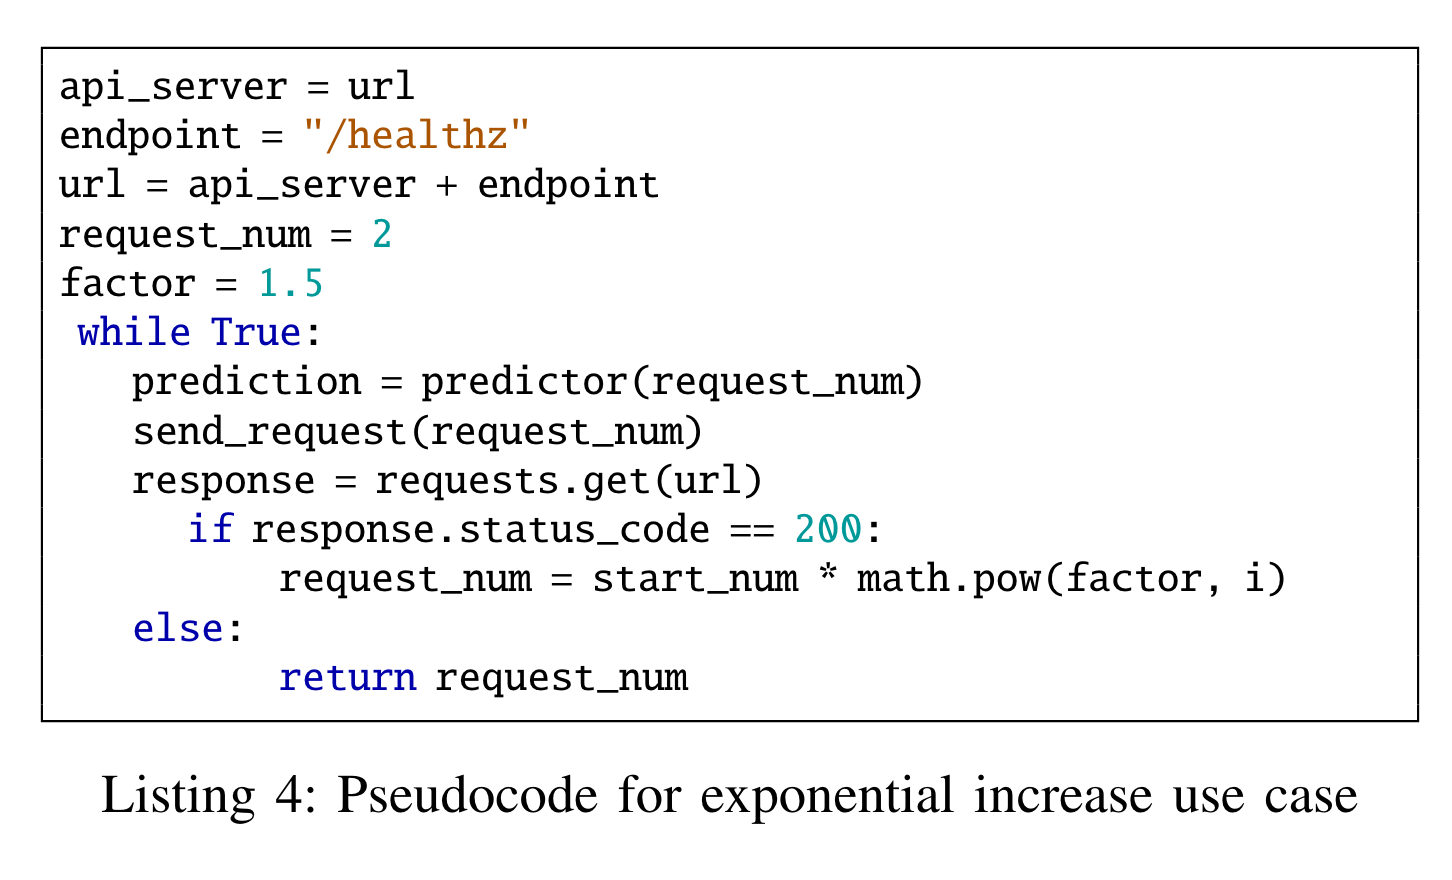 api_server = url
endpoint = "/healthz"
url = api_server + endpoint
request_num = 2
factor = 1.5
while True:
prediction = predictor(request_num)
send_request(request_num)
response = requests.get(url)
if response.status_code == 200:
request_num = start_num * math.pow(factor, i)
else:
return request_num
Listing 4: Pseudocode for exponential increase use case